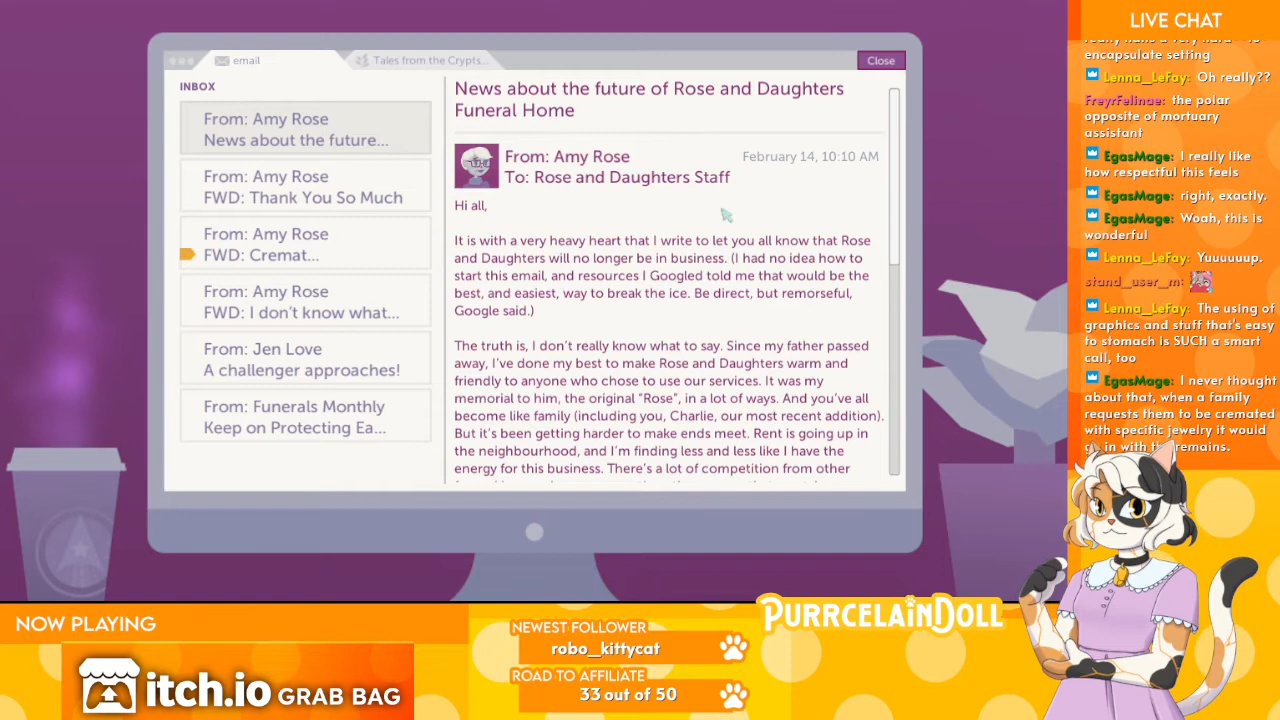 email
Tales from the Crypts...
Close
INBOX
From: Amy Rose
News about the future...
From: Amy Rose
FWD: Thank You So Much
From: Amy Rose
FWD: Cremat...
From: Amy Rose
FWD: I don't know what...
From: Jen Love
A challenger approaches!
From: Funerals Monthly
Keep on Protecting Ea...
News about the future of Rose and Daughters
Funeral Home
From: Amy Rose
February 14, 10:10 AM
To: Rose and Daughters Staff
Hi all,
It is with a very heavy heart that I write to let you all know that Rose
and Daughters will no longer be in business. (I had no idea how to
start this email, and resources I Googled told me that would be the
best, and easiest, way to break the ice. Be direct, but remorseful,
Google said.)
The truth is, I don't really know what to say. Since my father passed
away, I've done my best to make Rose and Daughters warm and
friendly to anyone who chose to use our services. It was my
memorial to him, the original "Rose", in a lot of ways. And you've all
become like family (including you, Charlie, our most recent addition).
But it's been getting harder to make ends meet. Rent is going up in
the neighbourhood, and I'm finding less and less like I have the
energy for this business. There's a lot of competition from other
LIVE CHAT
encapsulate setting
Lenna_LeFay: Oh really??
FreyrFelinae: the polar
opposite of mortuary
assistant
EgasMage: I really like
how respectful this feels
EgasMage: right, exactly.
EgasMage: Woah, this is
wonderful
Lenna_LeFay: Yuuuuuup.
stand_user_m:
Lenna_LeFay: The using of
graphics and stuff that's easy
to stomach is SUCH a smart
call, too
EgasMage: I never thought
about that, when a family
requests them to be cremated
with specific jewelry it would
in with remains.
NOW PLAYING
itch.io GRAB BAG
NEWEST FOLLOWER
robo_kittycat
ROAD TO AFFILIATE
33 out of 50
PURRCELAINDOLL